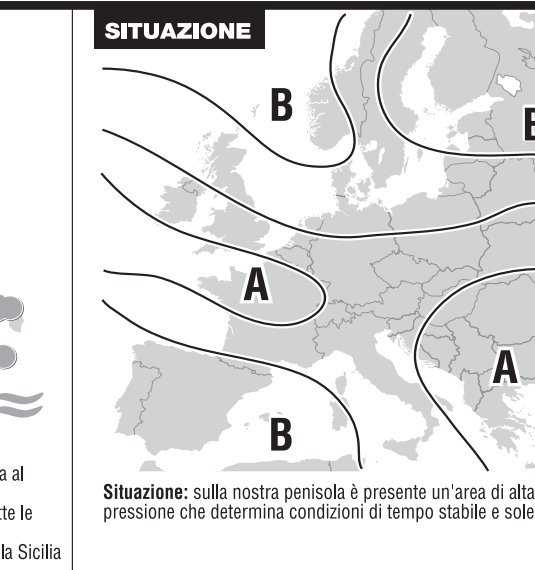 SITUAZIONE
B
A
A
B
Situazione: sulla nostra penisola è presente un'area di alta
pressione che determina condizioni di tempo stabile e sole
a al
te le
la Sicilia